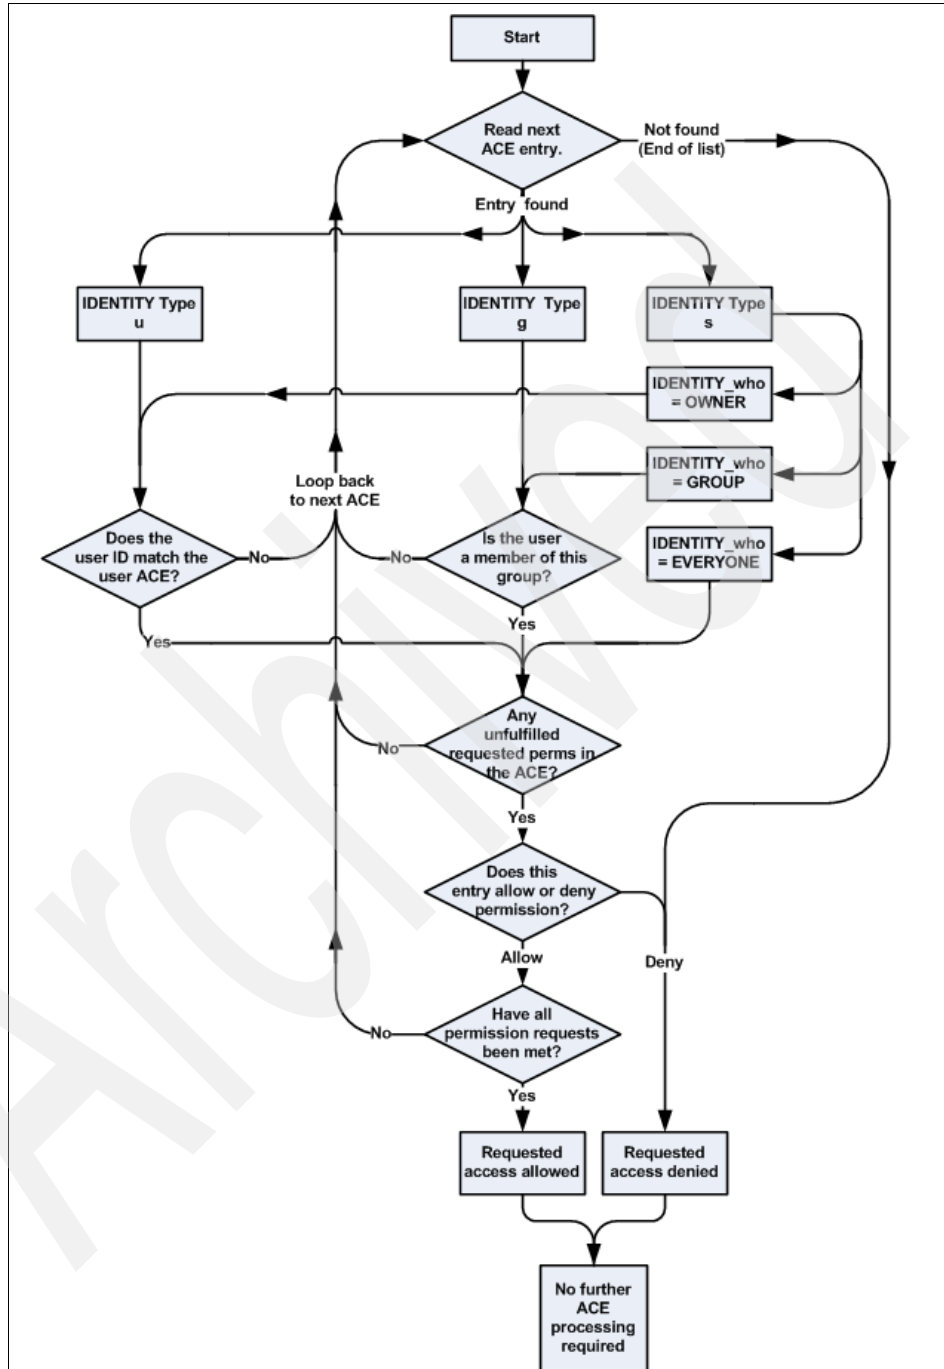 Start
Read next
ACE entry.
Not found
(End of list)
Entry found
IDENTITY Type
u
IDENTITY Type
g
IDENTITY Type
s
IDENTITY_who
= OWNER
IDENTITY_who
= GROUP
IDENTITY_who
= EVERYONE
Loop back
to next ACE
Does the
user ID match the
user ACE?
No
No
Is the user
a member of this
group?
Yes
Yes
Any
unfulfilled
requested perms in
the ACE?
No
Yes
Does this
entry allow or deny
permission?
Allow
Deny
Have all
permission requests
been met?
No
Yes
Requested
access allowed
Requested
access denied
No further
ACE
processing
required
Archived